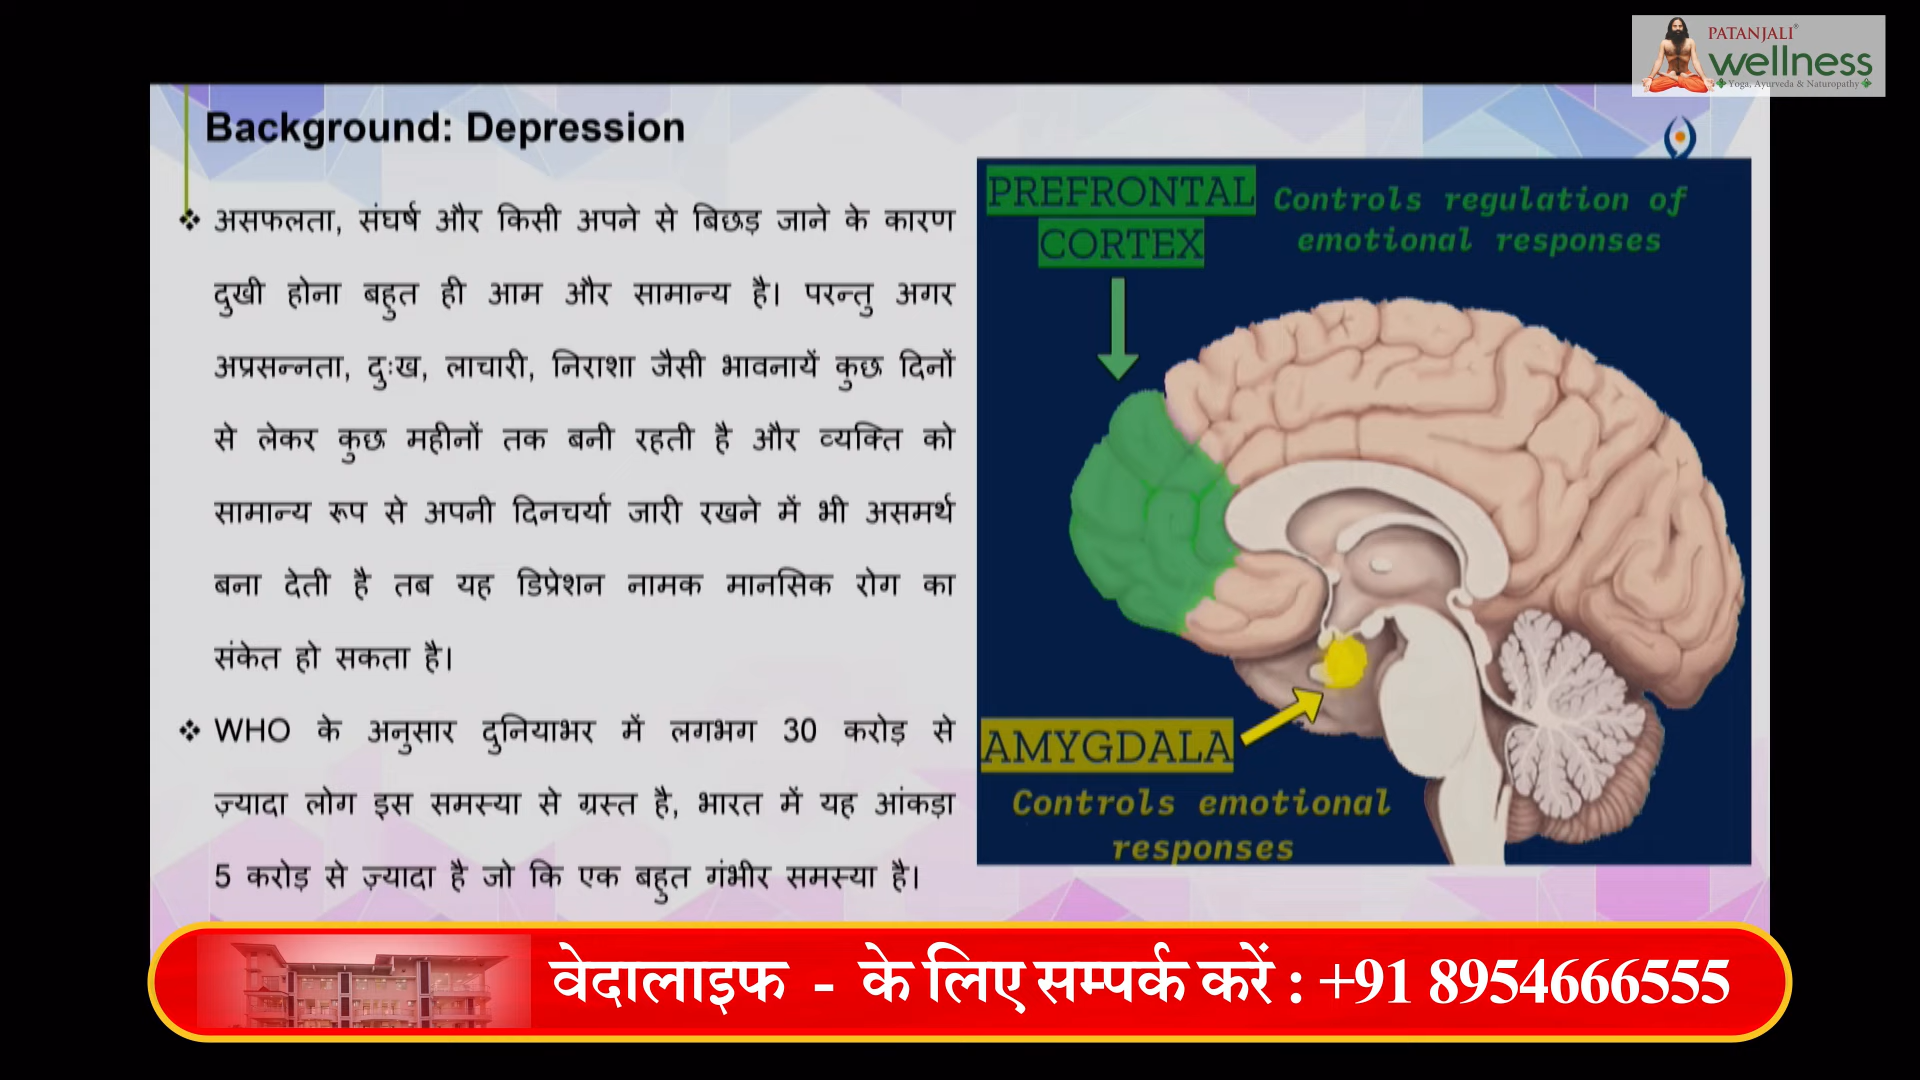 PATANJALI®
wellness
Yoga, Ayurveda & Naturopathy
Background: Depression
❖ असफलता, संघर्ष और किसी अपने से बिछड़ जाने के कारण
दुखी होना बहुत ही आम और सामान्य है। परन्तु अगर
अप्रसन्नता, दुःख, लाचारी, निराशा जैसी भावनायें कुछ दिनों
से लेकर कुछ महीनों तक बनी रहती है और व्यक्ति को
सामान्य रूप से अपनी दिनचर्या जारी रखने में भी असमर्थ
बना देती है तब यह डिप्रेशन नामक मानसिक रोग का
संकेत हो सकता है।
❖ WHO के अनुसार दुनियाभर में लगभग 30 करोड़ से
ज़्यादा लोग इस समस्या से ग्रस्त है, भारत में यह आंकड़ा
5 करोड़ से ज़्यादा है जो कि एक बहुत गंभीर समस्या है।
PREFRONTAL
CORTEX
Controls regulation of
emotional responses
AMYGDALA
Controls emotional
responses
वेदालाइफ - के लिए सम्पर्क करें : +91 8954666555